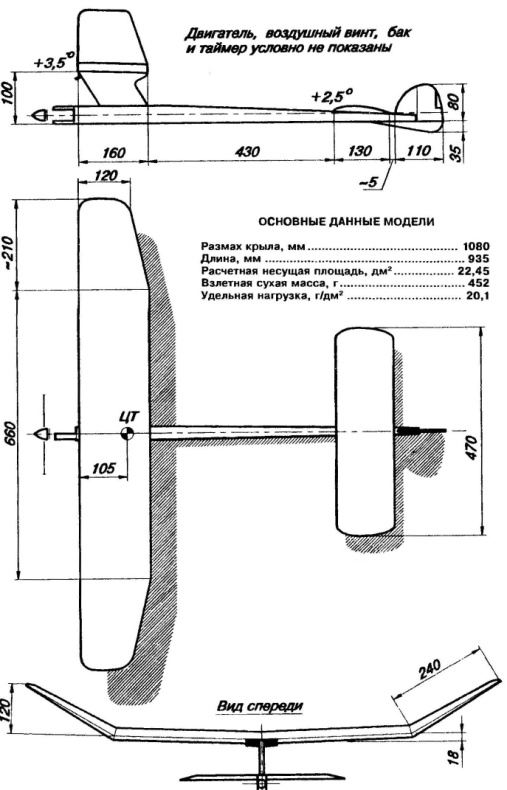 Двигатель, воздушный винт, бак
и таймер условно не показаны
+3,5°
100
+2,5°
80
35
160
430
130
110
~5
120
~210
ОСНОВНЫЕ ДАННЫЕ МОДЕЛИ
Размах крыла, мм ........................... 1080
Длина, мм ........................... 935
Расчетная несущая площадь, дм² ............... 22,45
Взлетная сухая масса, г ........................... 452
Удельная нагрузка, г/дм² ........................... 20,1
660
ЦТ
105
470
240
120
Вид спереди
18